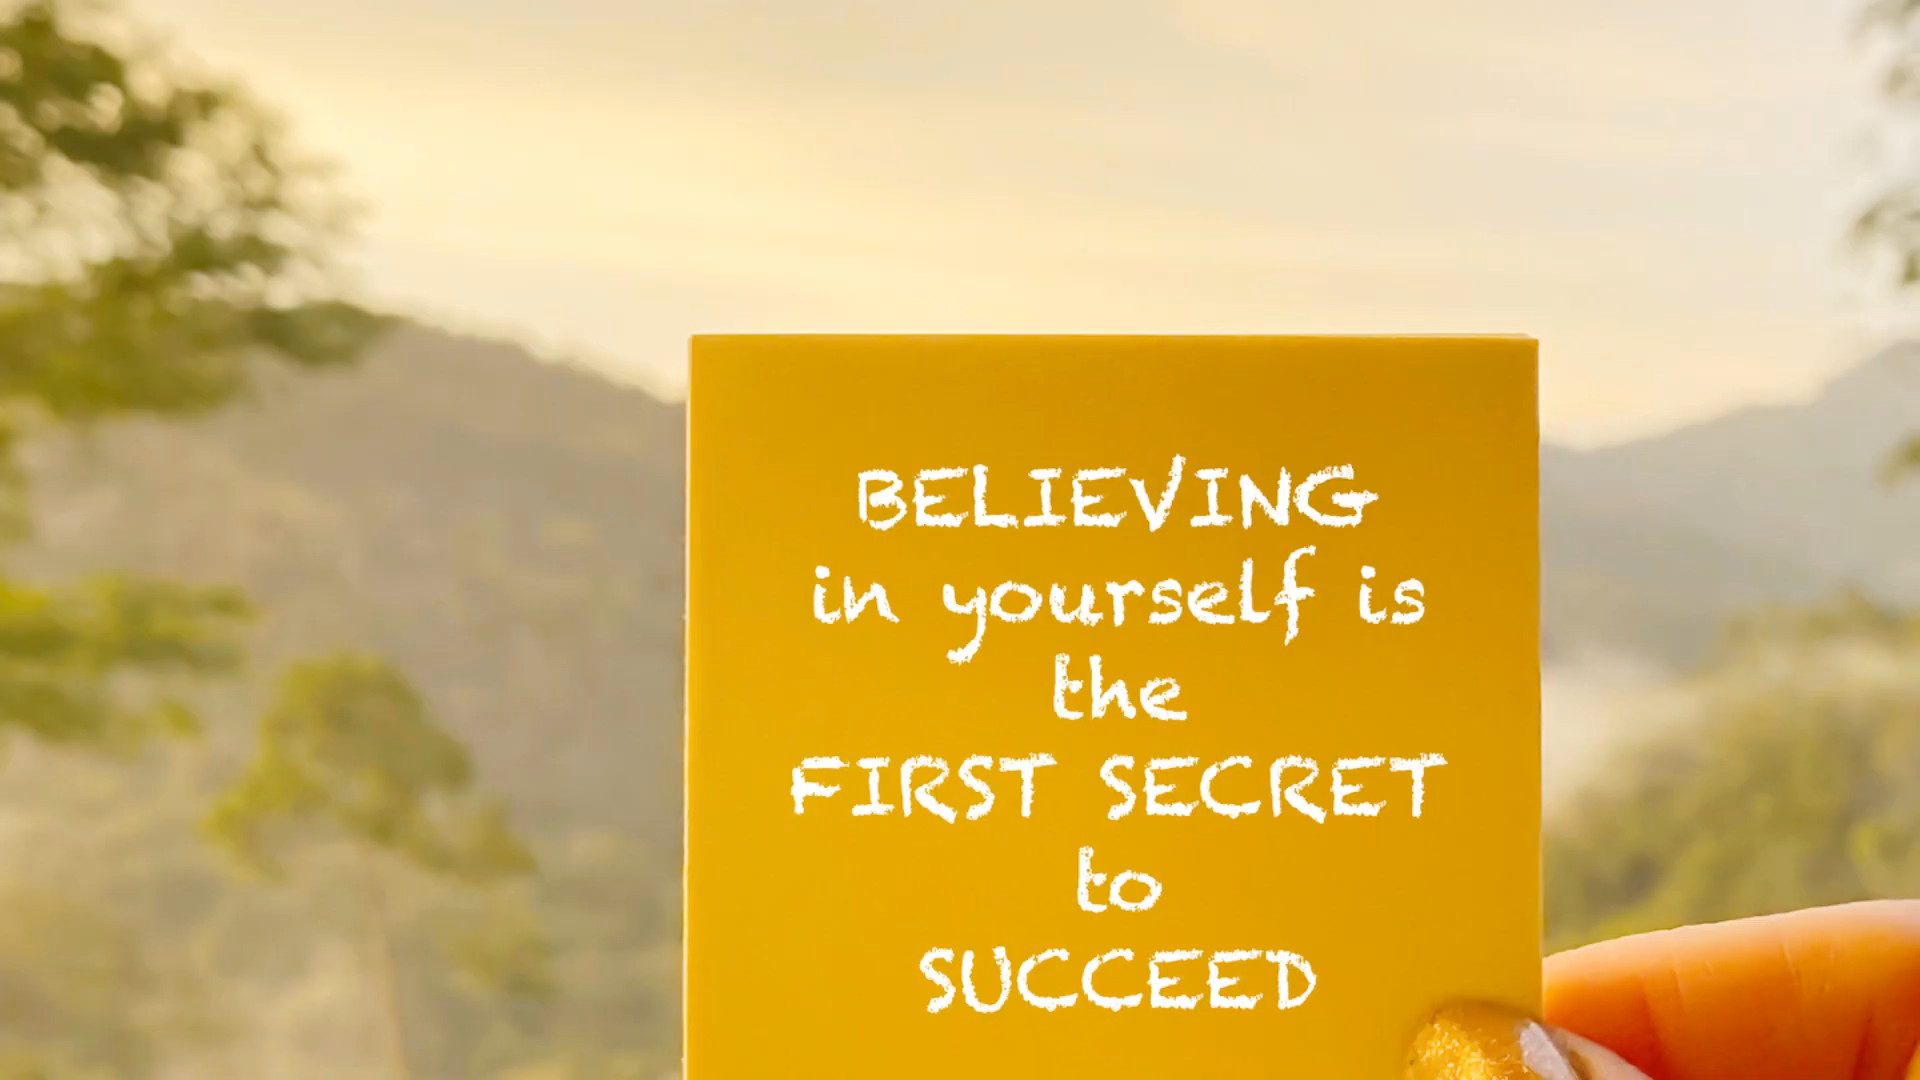 BELIEVING
in yourself is
the
FIRST SECRET
to
SUCCEED